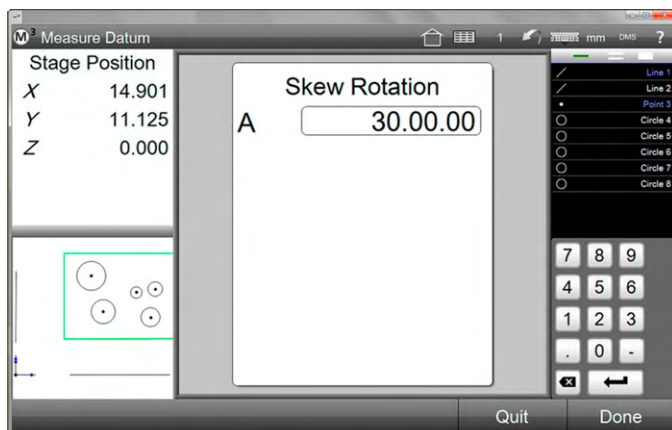 M3 Measure Datum
1
mm
DMS
?
Stage Position
X 14.901
Y 11.125
Z 0.000
Skew Rotation
A 30.00.00
Line 1
Line 2
Point 3
Circle 4
Circle 5
Circle 6
Circle 7
Circle 8
7 8 9
4 5 6
1 2 3
. 0 -
Quit Done